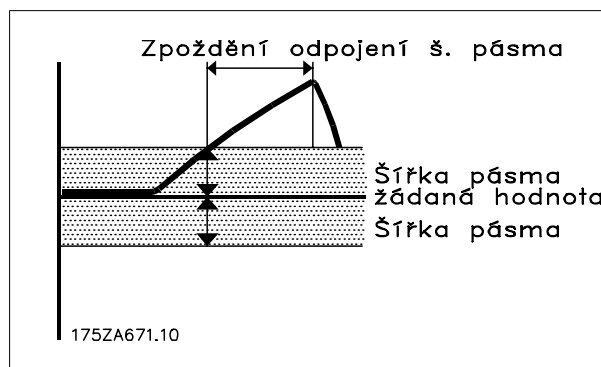 Zpoždění odpojení š. pásma
Šířka pásma
žádaná hodnota
Šířka pásma
175ZA671.10